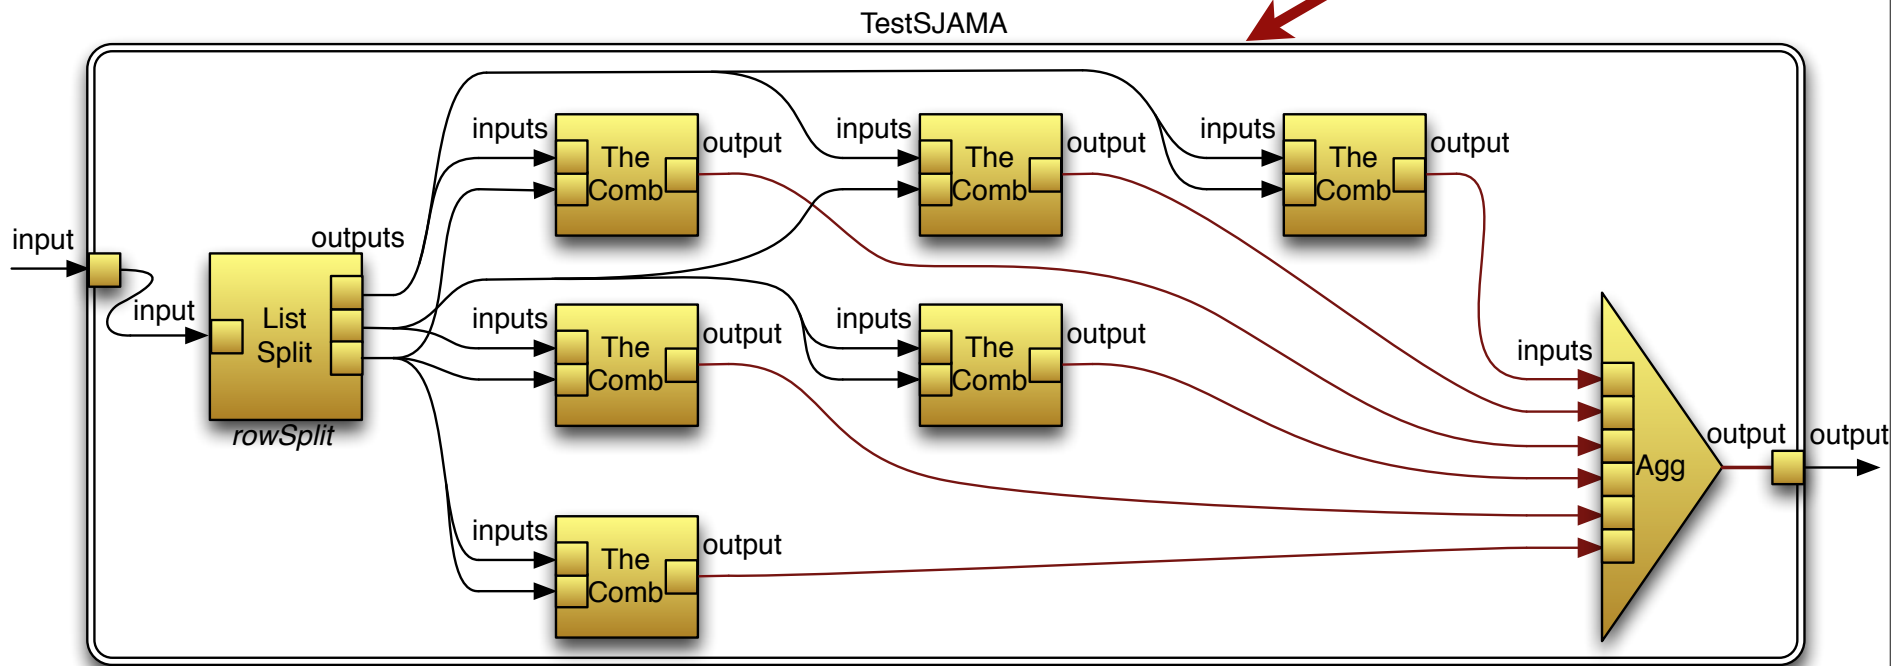 TestSJAMA
inputs
The
Comb
output
inputs
The
Comb
output
inputs
The
Comb
output
input
input
outputs
List
Split
rowSplit
inputs
The
Comb
output
inputs
The
Comb
output
inputs
The
Comb
output
inputs
Agg
output
output